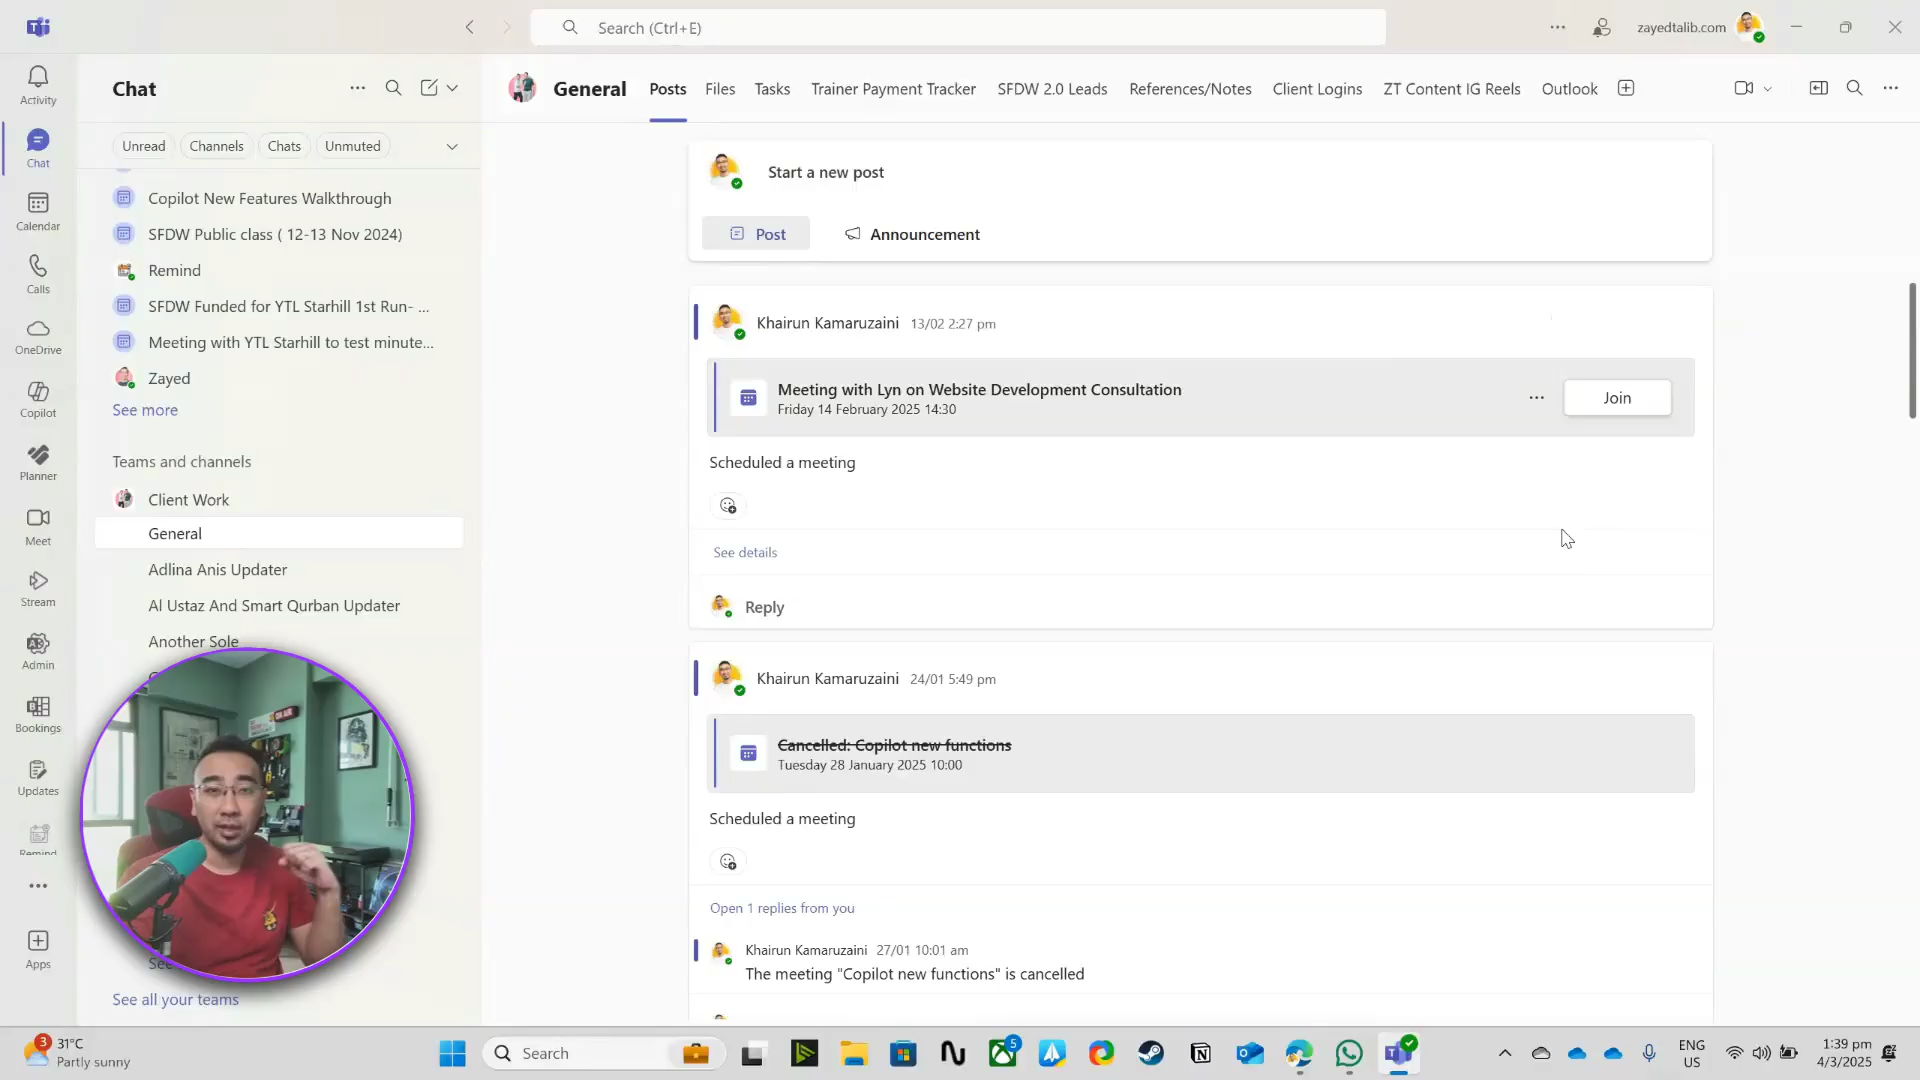 Search (Ctrl+E)
zayedtalib.com
Activity
Chat
Calendar
Calls
OneDrive
Copilot
Planner
Meet
Stream
Admin
Bookings
Updates
Remind
Apps
Chat
Unread
Channels
Chats
Unmuted
Copilot New Features Walkthrough
SFDW Public class ( 12-13 Nov 2024)
Remind
SFDW Funded for YTL Starhill 1st Run- ...
Meeting with YTL Starhill to test minute...
Zayed
See more
Teams and channels
Client Work
General
Adlina Anis Updater
Al Ustaz And Smart Qurban Updater
Another Sole
See all your teams
General
Posts
Files
Tasks
Trainer Payment Tracker
SFDW 2.0 Leads
References/Notes
Client Logins
ZT Content IG Reels
Outlook
Start a new post
Post
Announcement
Khairun Kamaruzaini 13/02 2:27 pm
Meeting with Lyn on Website Development Consultation
Friday 14 February 2025 14:30
Join
Scheduled a meeting
See details
Reply
Khairun Kamaruzaini 24/01 5:49 pm
Cancelled: Copilot new functions
Tuesday 28 January 2025 10:00
Scheduled a meeting
Open 1 replies from you
Khairun Kamaruzaini 27/01 10:01 am
The meeting "Copilot new functions" is cancelled
3
31°C
Partly sunny
Search
5
ENG
US
1:39 pm
4/3/2025